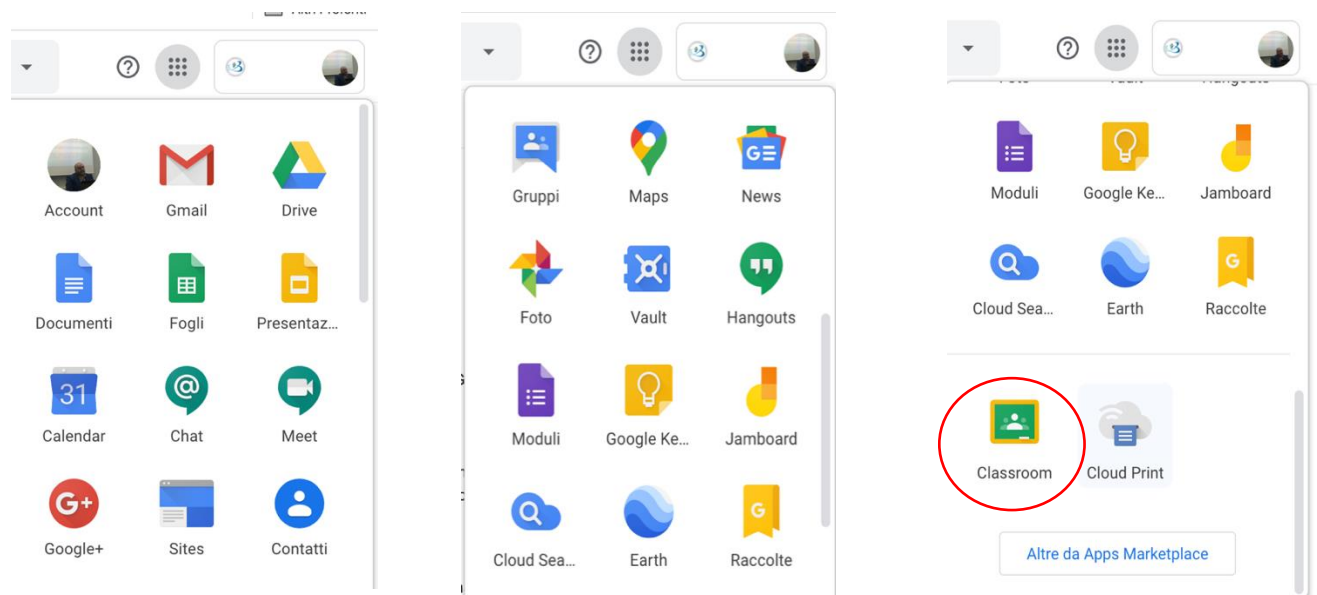 Account Gmail Drive
Documenti Fogli Presentaz...
31
Calendar Chat Meet
G+
Google+ Sites Contatti
GE
Gruppi Maps News
Foto Vault Hangouts
Moduli Google Ke... Jamboard
G
Cloud Sea... Earth Raccolte
Moduli Google Ke... Jamboard
G
Cloud Sea... Earth Raccolte
Classroom Cloud Print
Altre da Apps Marketplace